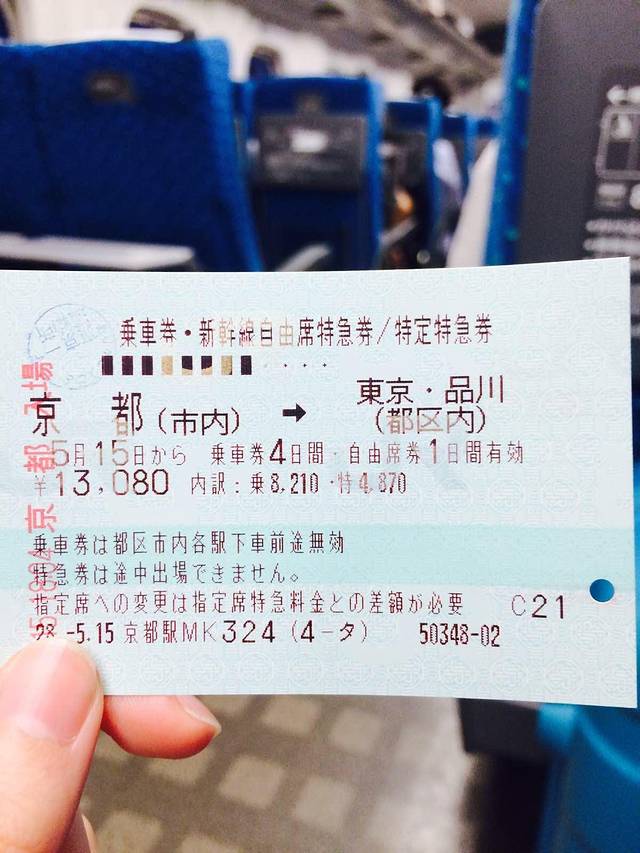 乗車券・新幹線自由席特急券/特定特急券
京都(市内) → 東京・品川(都区内)
5月15日から 乗車券4日間・自由席券1日間有効
¥13,080 内訳:乗8,210・特4,870
乗車券は都区市内各駅下車前途無効
特急券は途中出場できません。
指定席への変更は指定席特急料金との差額が必要 C21
28.-5.15 京都駅MK324 (4-タ) 50348-02
京都